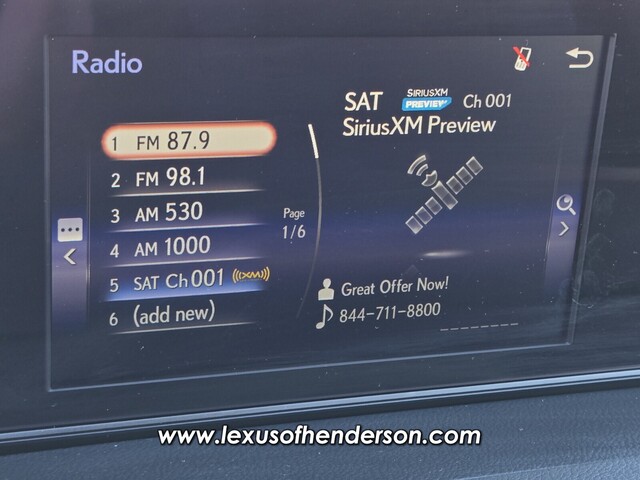 Radio
SAT SIRIUSXM PREVIEW Ch 001
SiriusXM Preview
1 FM 87.9
2 FM 98.1
3 AM 530
4 AM 1000
5 SAT Ch 001 ((XM))
6 (add new)
Page
1/6
Great Offer Now!
844-711-8800
www.lexusofhenderson.com